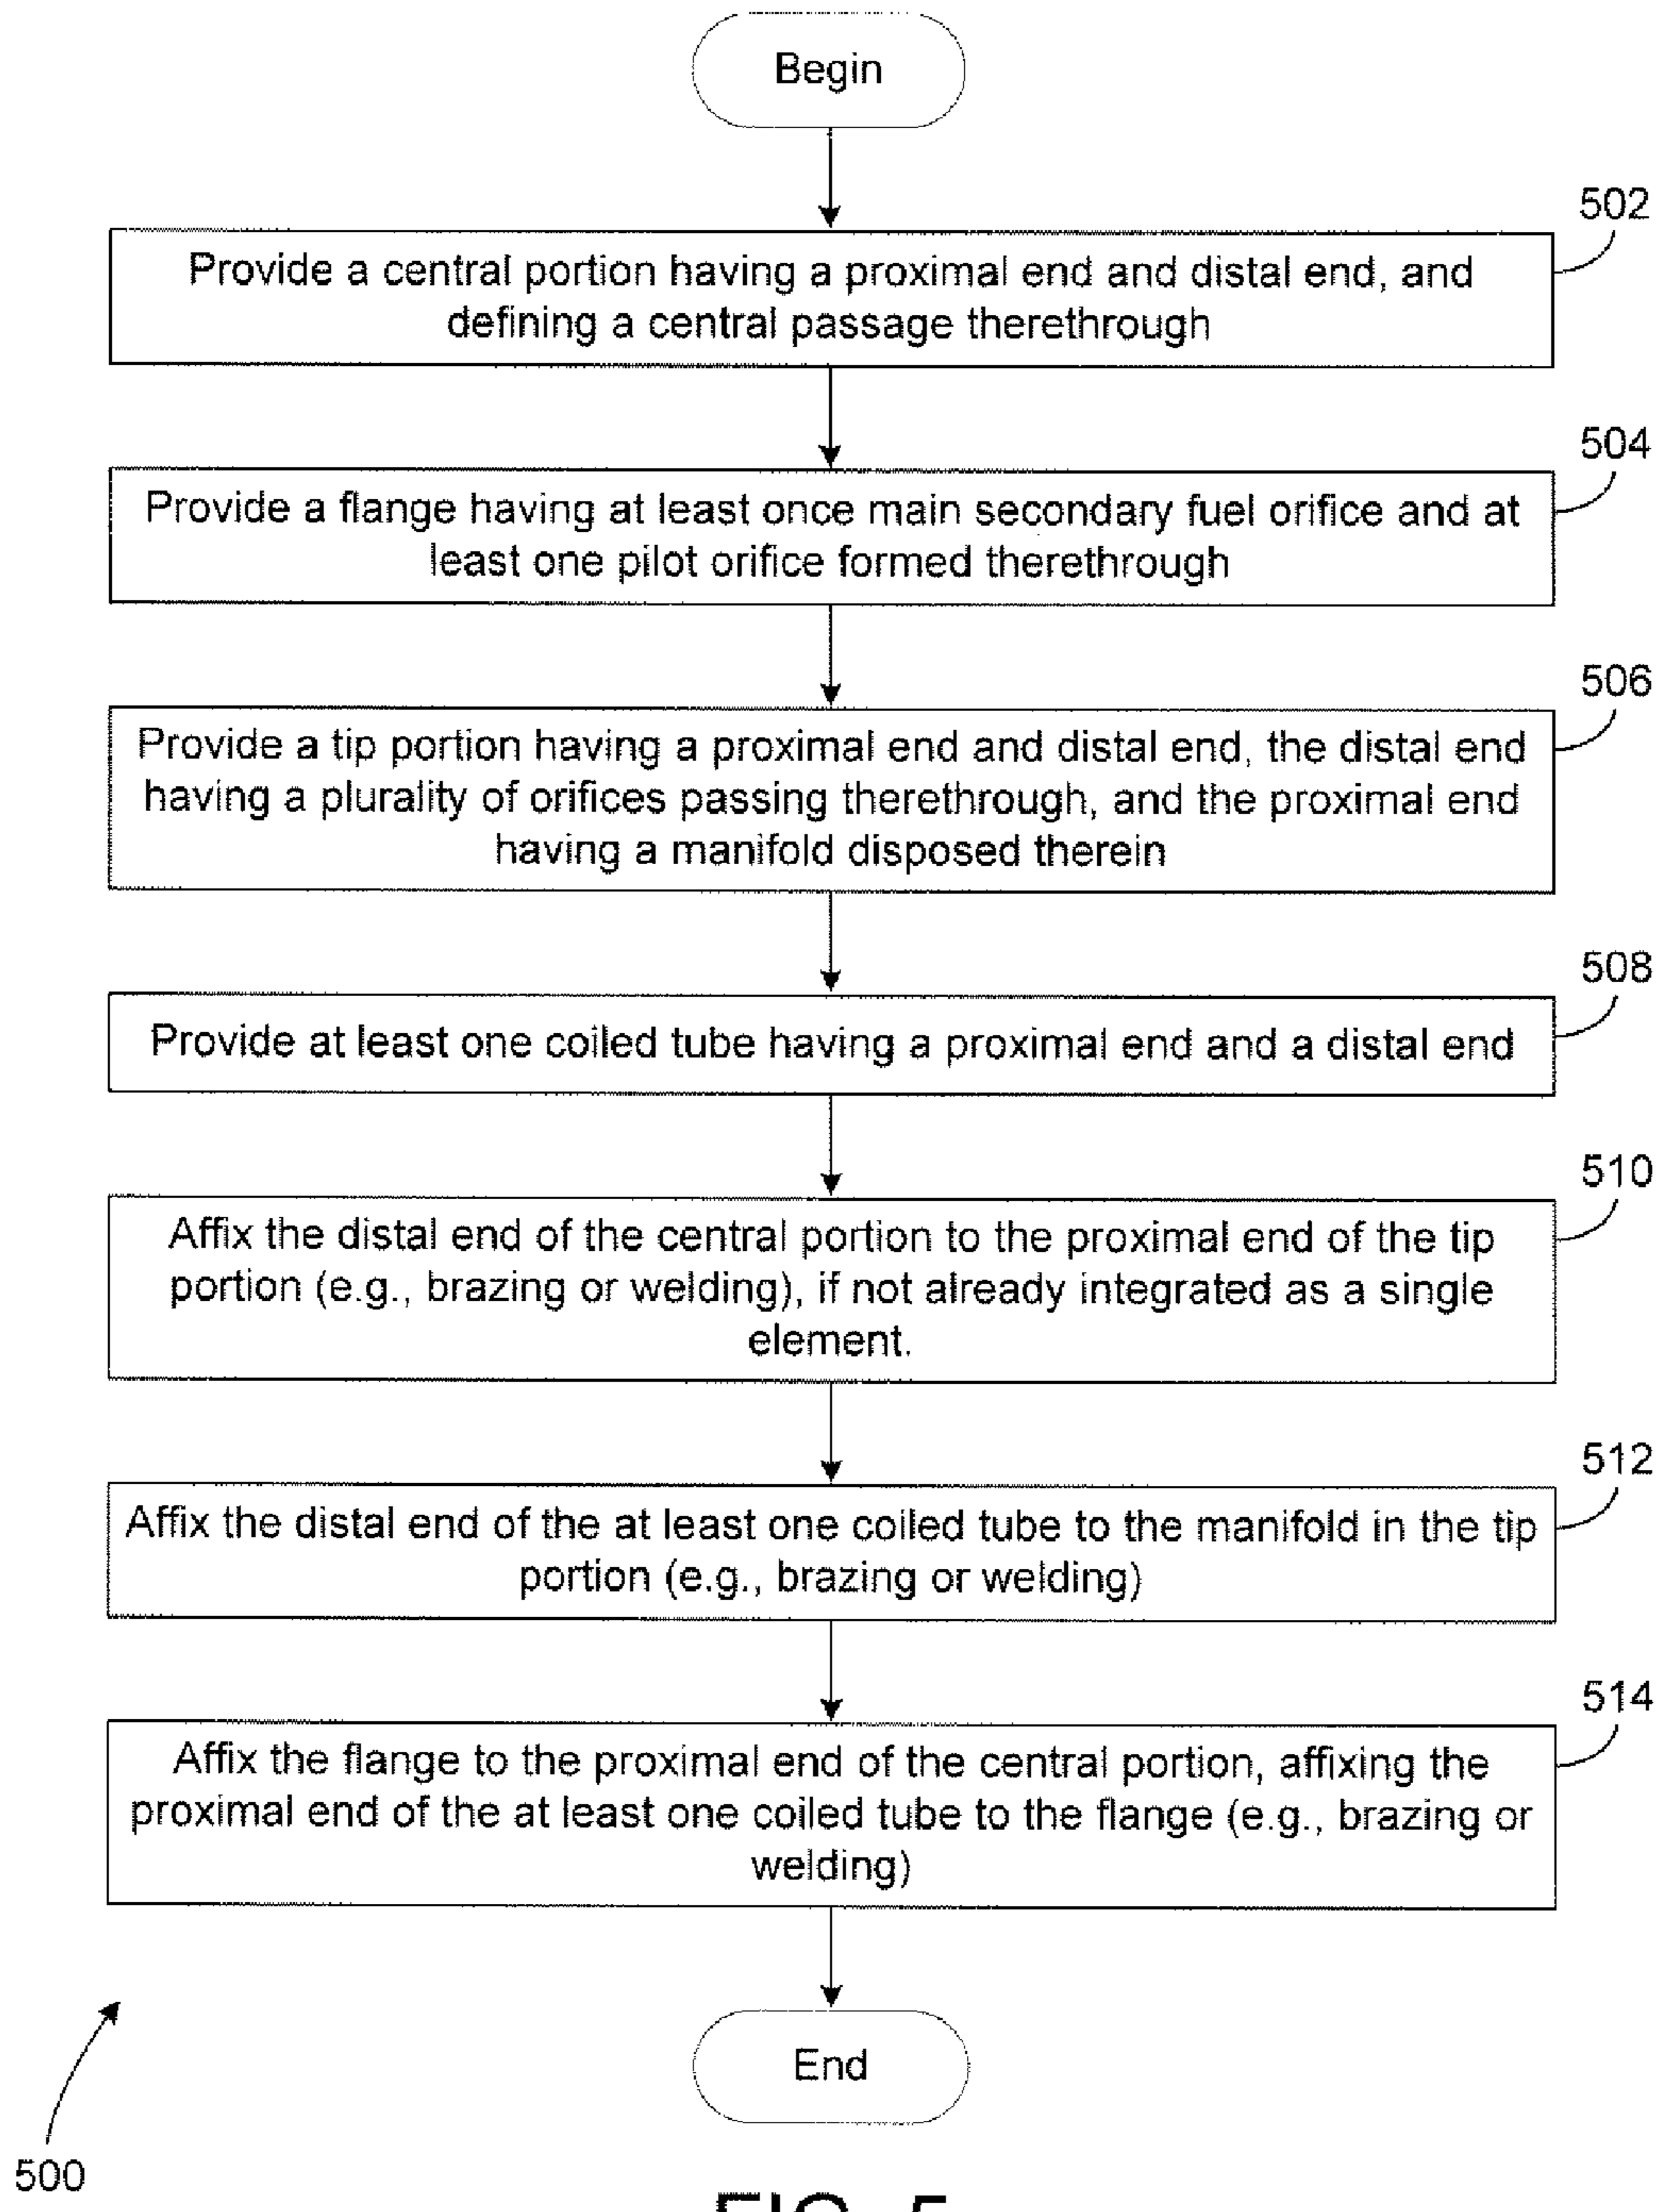 Begin
502
Provide a central portion having a proximal end and distal end, and
defining a central passage therethrough
504
Provide a flange having at least once main secondary fuel orifice and at
least one pilot orifice formed therethrough
506
Provide a tip portion having a proximal end and distal end, the distal end
having a plurality of orifices passing therethrough, and the proximal end
having a manifold disposed therein
508
Provide at least one coiled tube having a proximal end and a distal end
510
Affix the distal end of the central portion to the proximal end of the tip
portion (e.g., brazing or welding), if not already integrated as a single
element.
512
Affix the distal end of the at least one coiled tube to the manifold in the tip
portion (e.g., brazing or welding)
514
Affix the flange to the proximal end of the central portion, affixing the
proximal end of the at least one coiled tube to the flange (e.g., brazing or
welding)
End
500
FIG. 5